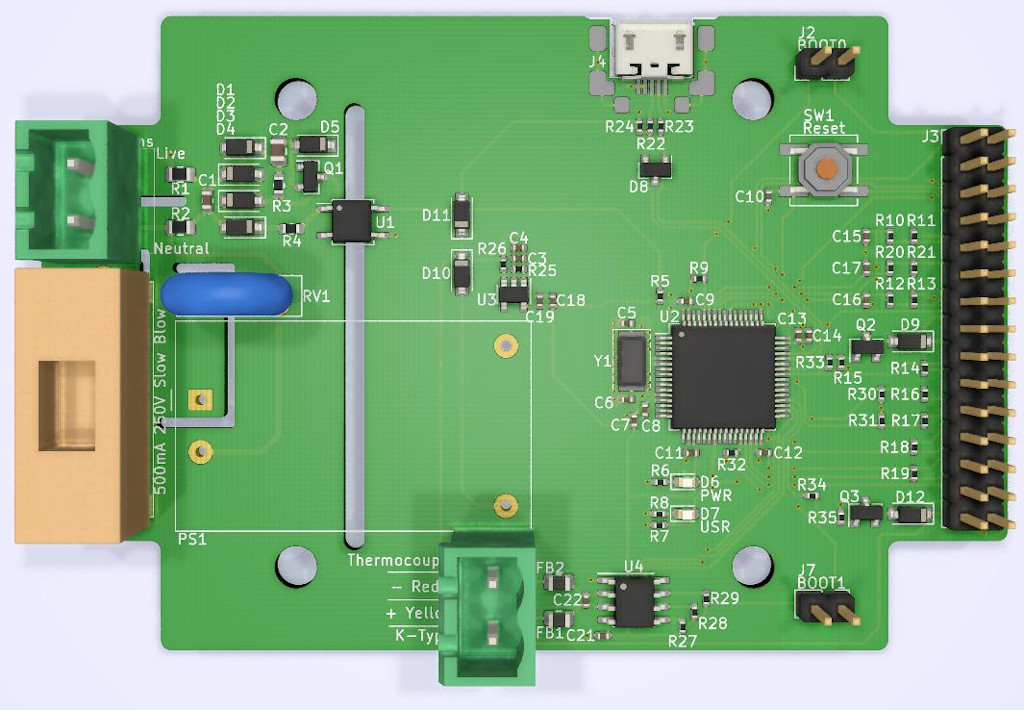 J2
BOOT0
J4
D1
D2
D3
D4
C2
D5
R24
R23
R22
SW1
Reset
J3
Live
Q1
D8
R1
C1
R3
C10
R2
R4
U1
D11
R10
R11
Neutral
R26
C4
C3
R25
C15
R20
R21
C17
D10
R9
R5
R12
R13
C16
RV1
U3
C18
C19
C9
U2
C5
C13
C14
Q2
D9
Y1
R33
R15
R14
500mA 250V Slow Blow
C6
C7
C8
R30
R16
R31
R17
C11
R32
C12
R18
R6
D6
PWR
R19
R34
R8
D7
USR
R7
Q3
D12
R35
PS1
Thermocoup
- Red
+ Yello
K-Typ
FB2
U4
J7
BOOT1
C22
FB1
C21
R29
R28
R27